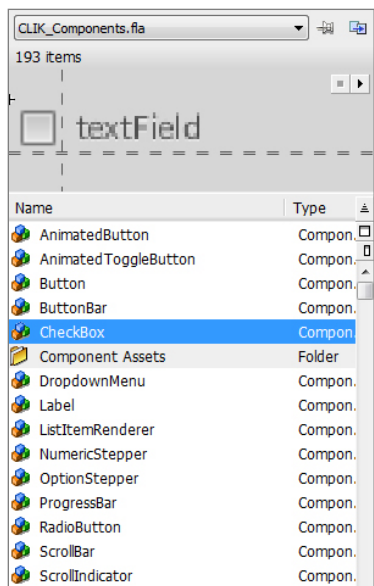 CLIK_Components.fla
193 items
textField
Name Type
AnimatedButton Compon.
AnimatedToggleButton Compon.
Button Compon.
ButtonBar Compon.
CheckBox Compon.
Component Assets Folder
DropdownMenu Compon.
Label Compon.
ListItemRenderer Compon.
NumericStepper Compon.
OptionStepper Compon.
ProgressBar Compon.
RadioButton Compon.
ScrollBar Compon.
ScrollIndicator Compon.